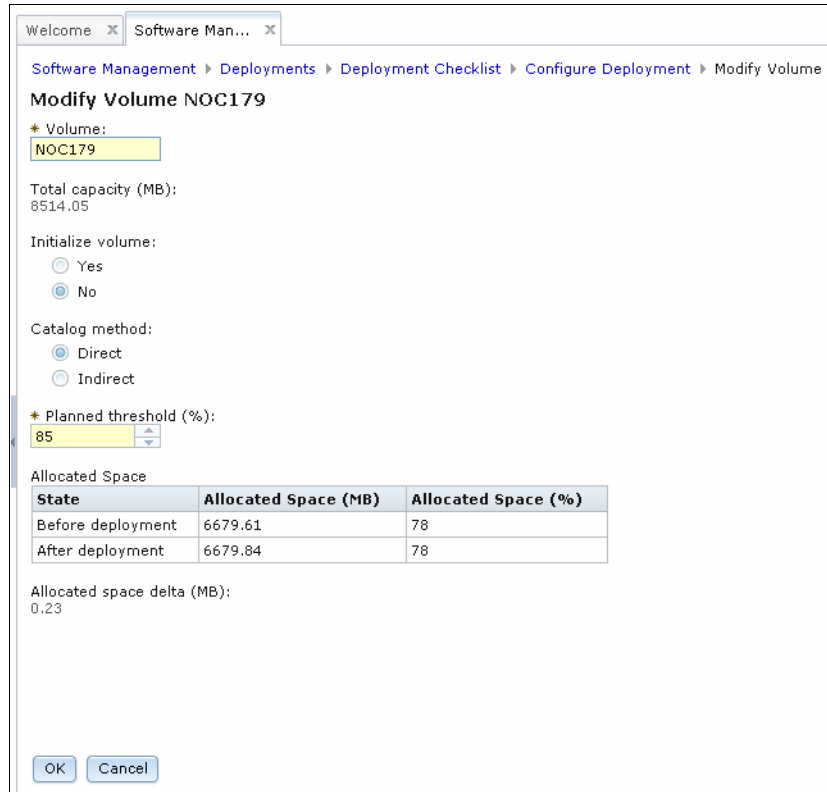 Welcome X Software Man... X
Software Management Deployments Deployment Checklist Configure Deployment Modify Volume
Modify Volume NOC179
* Volume:
NOC179
Total capacity (MB):
8514.05
Initialize volume:
Yes
No
Catalog method:
Direct
Indirect
* Planned threshold (%):
85
Allocated Space
State Allocated Space (MB) Allocated Space (%)
Before deployment 6679.61 78
After deployment 6679.84 78
Allocated space delta (MB):
0.23
OK Cancel